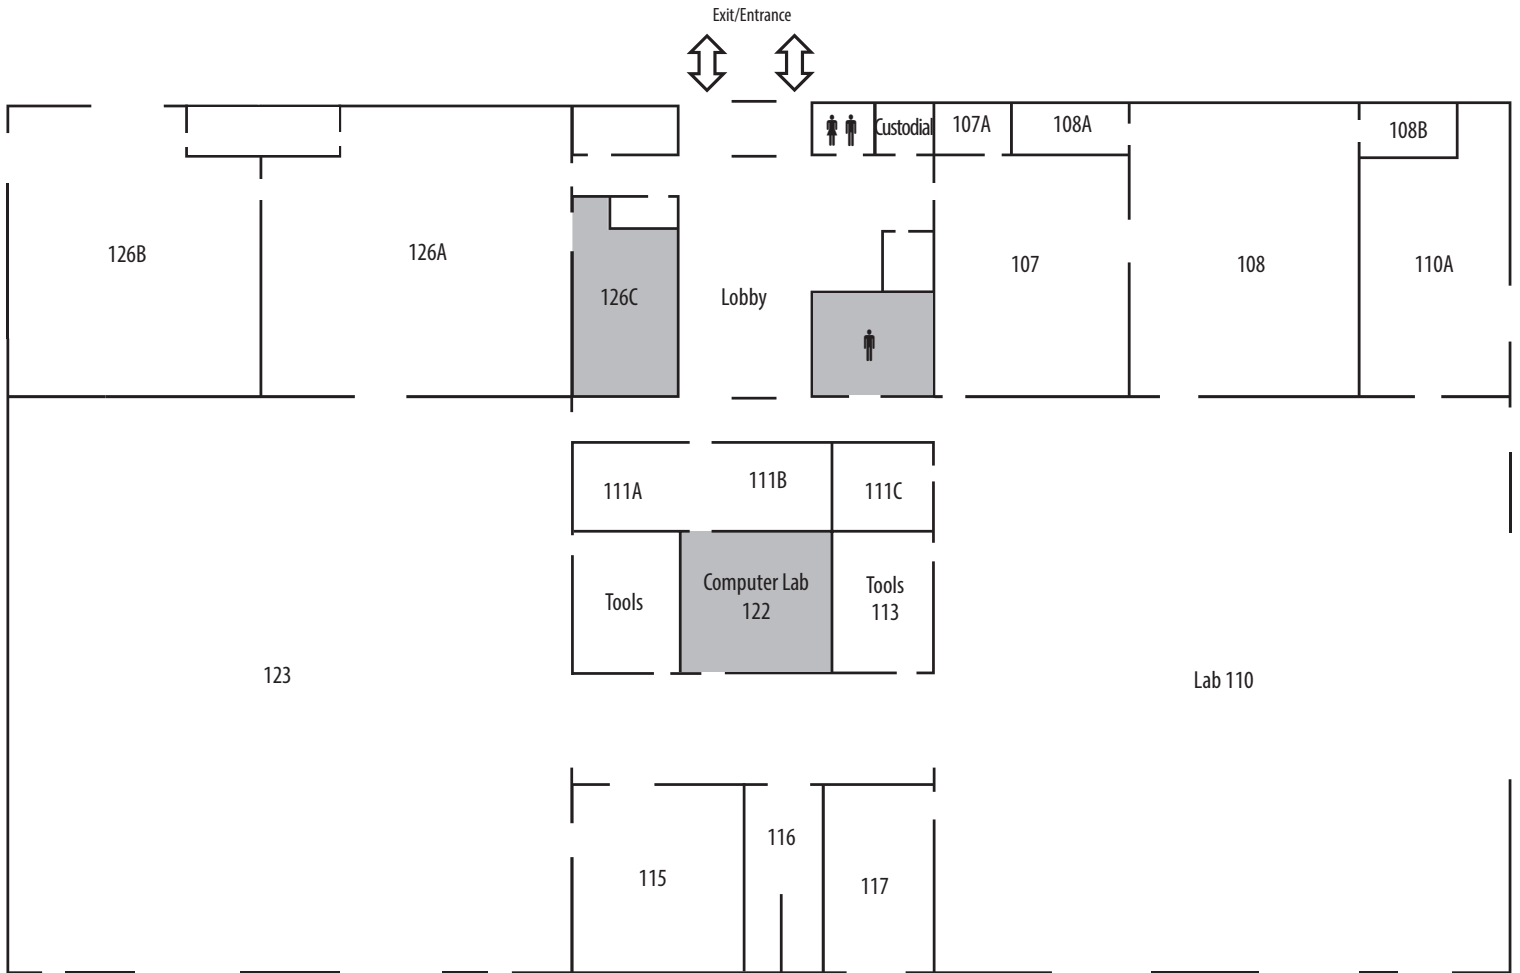 Exit/Entrance
Custodial
107A
108A
108B
126B
126A
126C
Lobby
107
108
110A
111A
111B
111C
Tools
Computer Lab
122
Tools
113
123
Lab 110
115
116
117